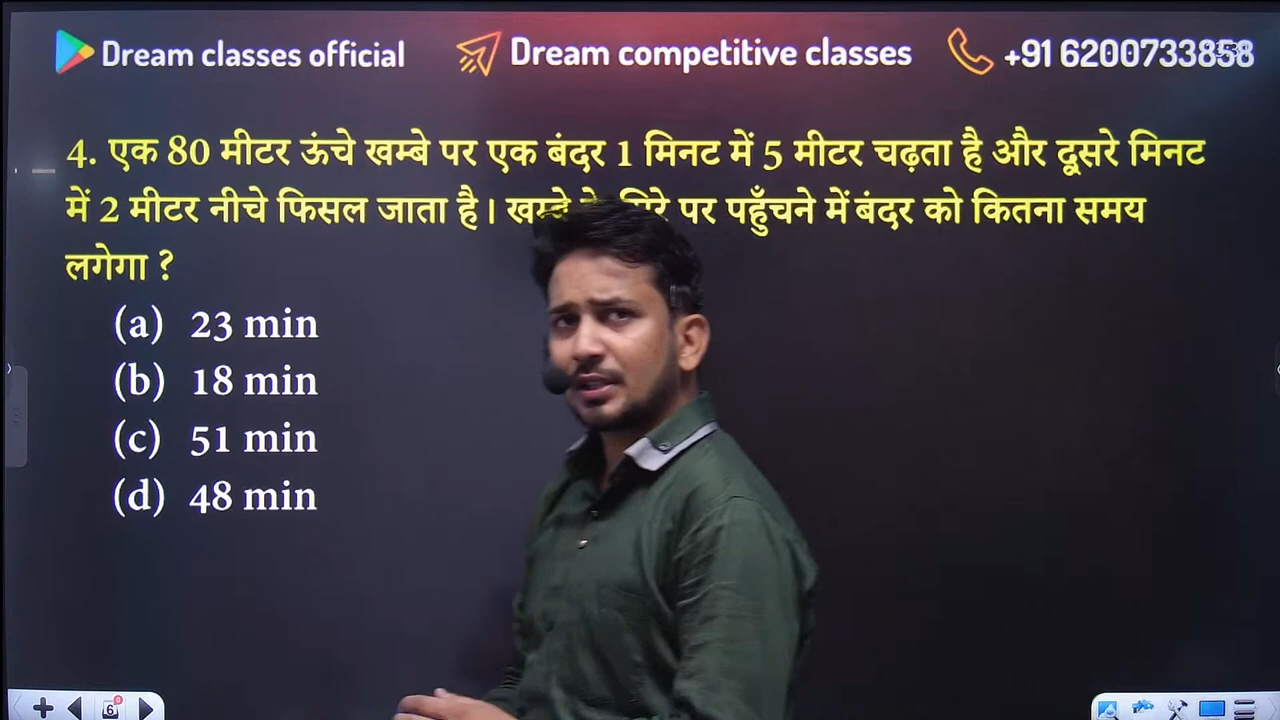 Dream classes official
Dream competitive classes
+91 6200733858
4. एक 80 मीटर ऊंचे खम्बे पर एक बंदर 1 मिनट में 5 मीटर चढ़ता है और दूसरे मिनट
में 2 मीटर नीचे फिसल जाता है। पर पहुँचने में बंदर को कितना समय
लगेगा ?
(a) 23 min
(b) 18 min
(c) 51 min
(d) 48 min
6